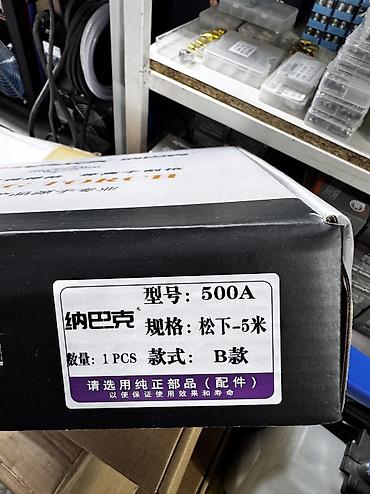 型号：500A
纳巴克 规格：松下-5米
数量：1 PCS 款式：B款
请选用纯正部品（配件）
以便保证使用效果和寿命